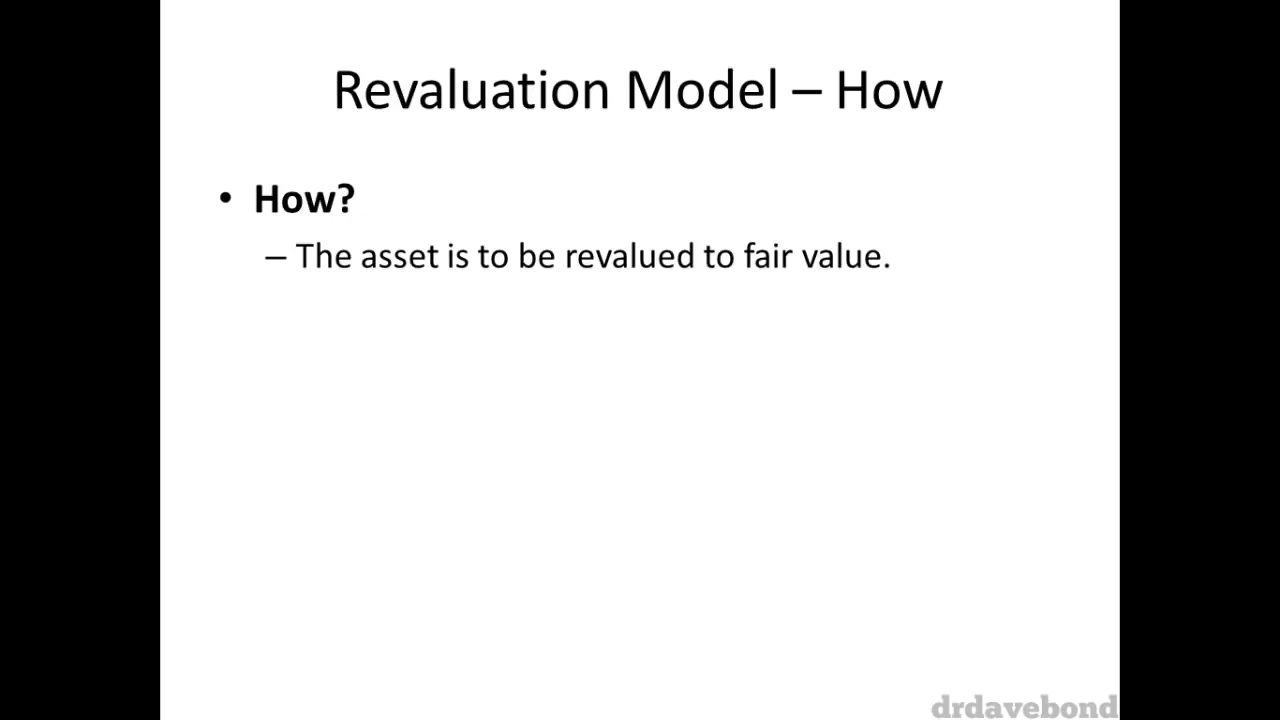 Revaluation Model – How
• How?
– The asset is to be revalued to fair value.
drdavebond